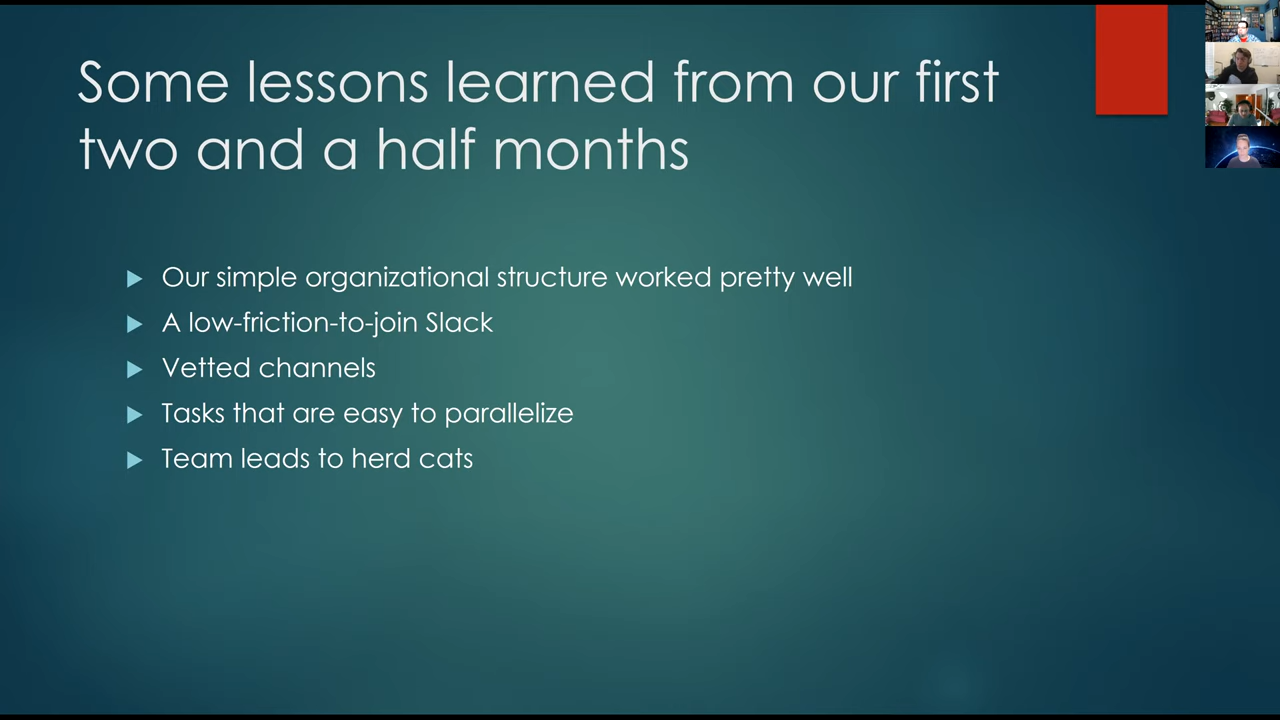 Some lessons learned from our first
two and a half months
Our simple organizational structure worked pretty well
A low-friction-to-join Slack
Vetted channels
Tasks that are easy to parallelize
Team leads to herd cats